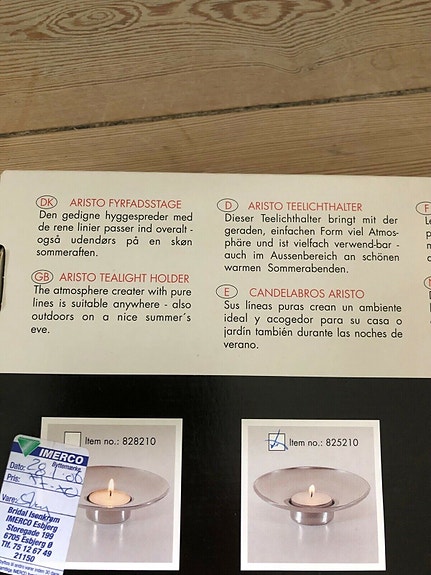 DK ARISTO FYRFADSSTAGE
Den gedigne hyggespreder med
de rene linier passer ind overalt -
også udendørs på en skøn
sommeraften.
GB ARISTO TEALIGHT HOLDER
The atmosphere creater with pure
lines is suitable anywhere - also
outdoors on a nice summer´s
eve.
D ARISTO TEELICHTHALTER
Dieser Teelichthalter bringt mit der
geraden, einfachen Form viel Atmos-
phäre und ist vielfach verwend-bar -
auch im Aussenbereich an schönen
warmen Sommerabenden.
E CANDELABROS ARISTO
Sus líneas puras crean un ambiente
ideal y acogedor para su casa o
jardín también durante las noches de
verano.
F
Item no.: 828210
Item no.: 825210
IMERCO
Byttemærke
Dato:
Pris:
Vare:
Bridal Isenkram
IMERCO Esbjerg
Storegade 199
6705 Esbjerg Ø
Tlf. 75 12 67 49
21150